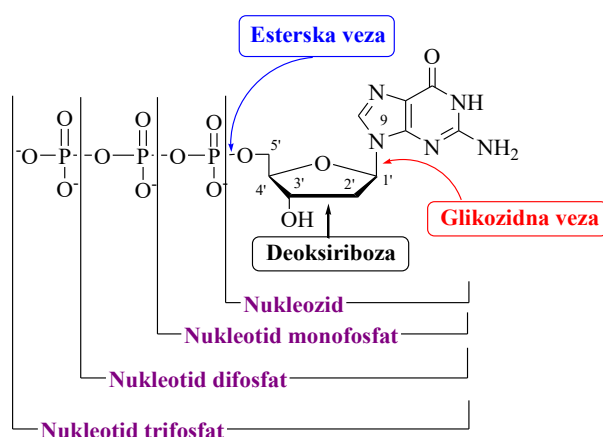 Esterska veza
O
O O O
N
NH
9
-O P O P O P O
5'
O
N
N
NH2
O- O- O-
4'
3'
2'
1'
OH
Glikozidna veza
Deoksiriboza
Nukleozid
Nukleotid monofosfat
Nukleotid difosfat
Nukleotid trifosfat